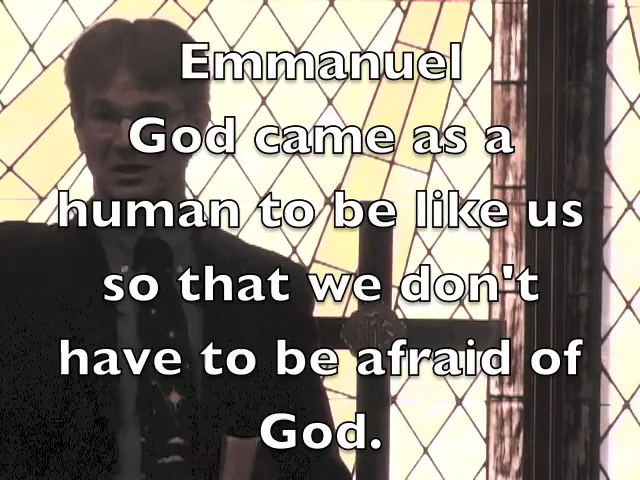 Emmanuel
God came as a
human to be like us
so that we don't
have to be afraid of
God.